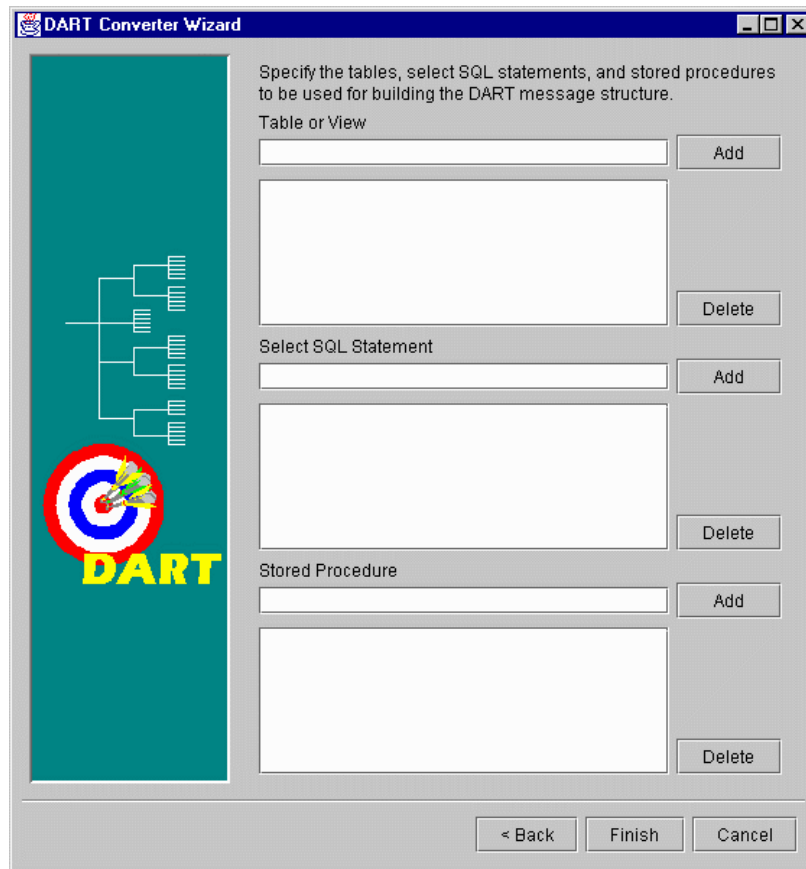 DART Converter Wizard
Specify the tables, select SQL statements, and stored procedures
to be used for building the DART message structure.
Table or View
Add
Delete
Select SQL Statement
Add
Delete
DART
Stored Procedure
Add
Delete
< Back Finish Cancel